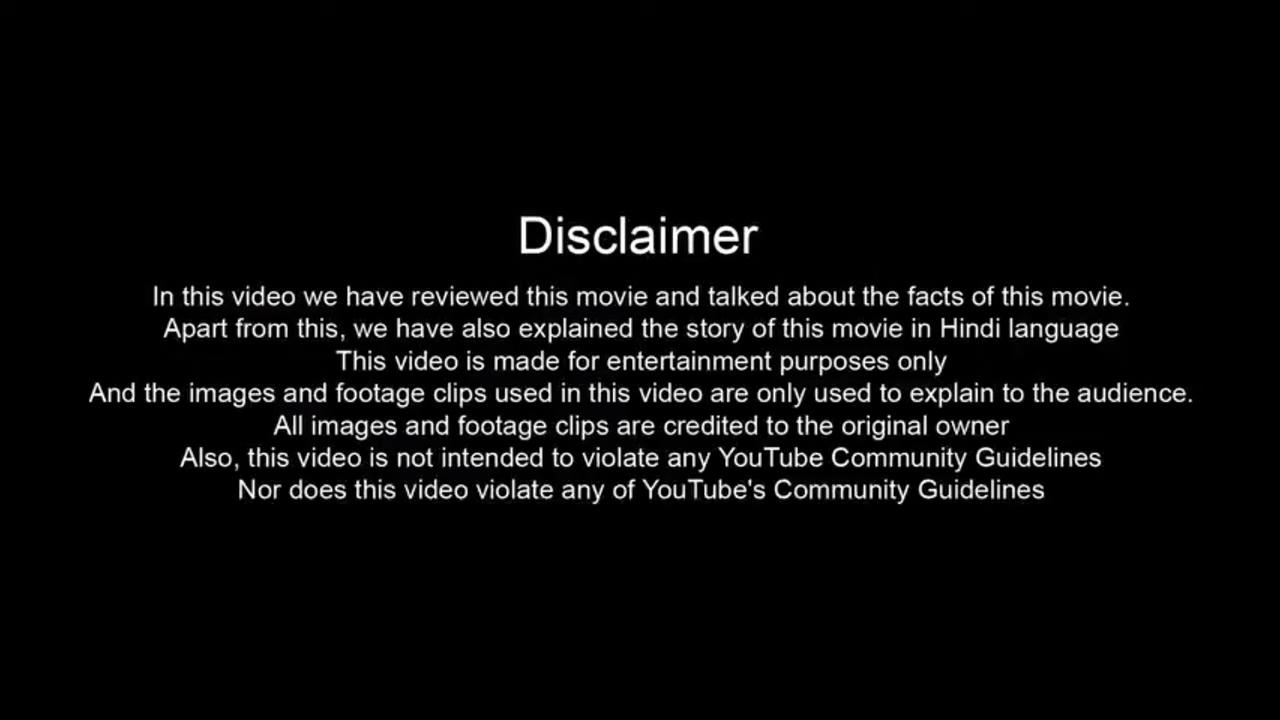 Disclaimer
In this video we have reviewed this movie and talked about the facts of this movie.
Apart from this, we have also explained the story of this movie in Hindi language
This video is made for entertainment purposes only
And the images and footage clips used in this video are only used to explain to the audience.
All images and footage clips are credited to the original owner
Also, this video is not intended to violate any YouTube Community Guidelines
Nor does this video violate any of YouTube's Community Guidelines